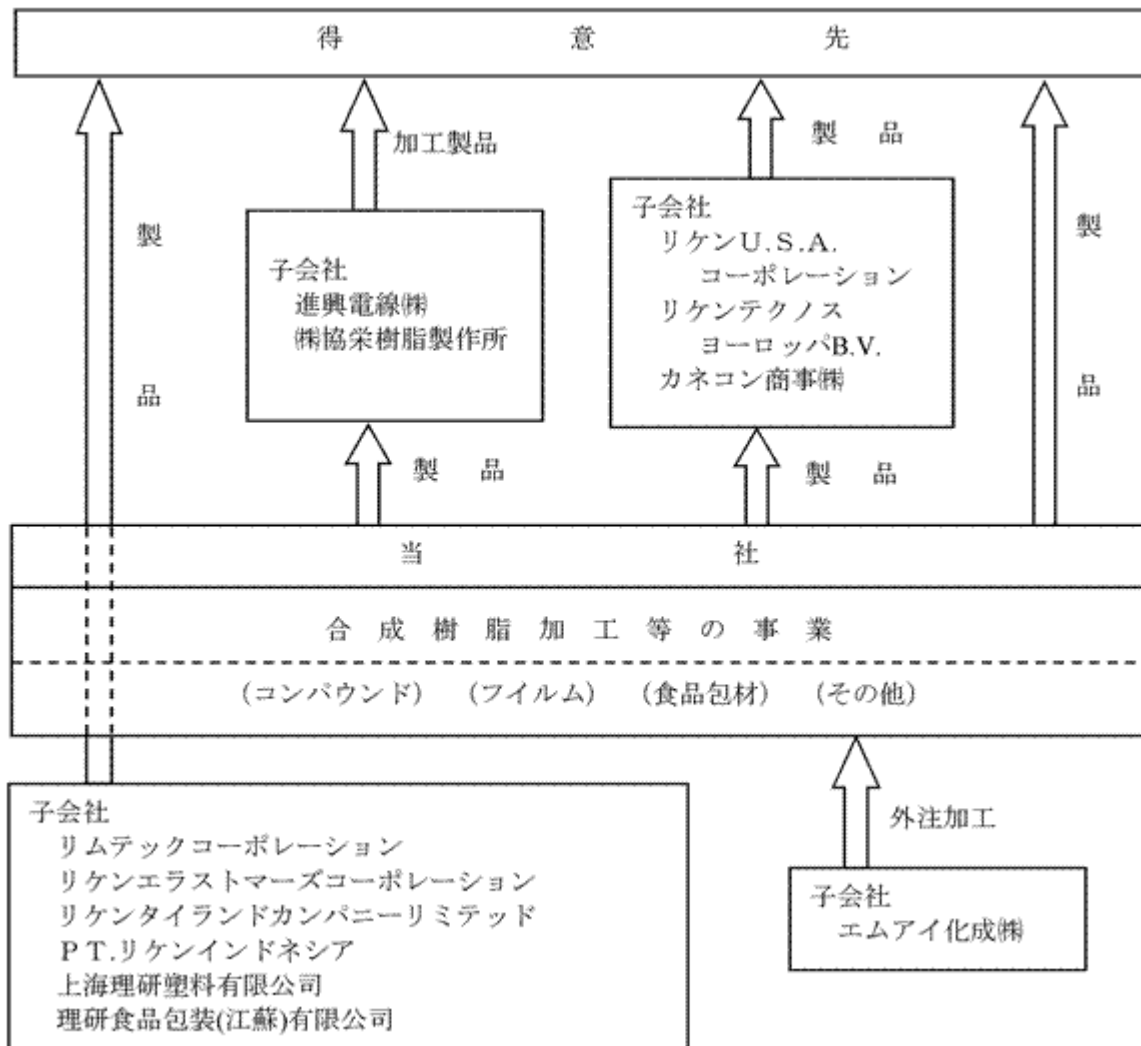 得意先
加工製品
製品
子会社
進興電線㈱
㈱協栄樹脂製作所
子会社
リケンU.S.A.
コーポレーション
リケンテクノス
ヨーロッパB.V.
カネコン商事㈱
製品
製品
製品
製品
当社
合成樹脂加工等の事業
(コンパウンド) (フイルム) (食品包材) (その他)
子会社
リムテックコーポレーション
リケンエラストマーズコーポレーション
リケンタイランドカンパニーリミテッド
PT.リケンインドネシア
上海理研塑料有限公司
理研食品包装(江蘇)有限公司
外注加工
子会社
エムアイ化成㈱